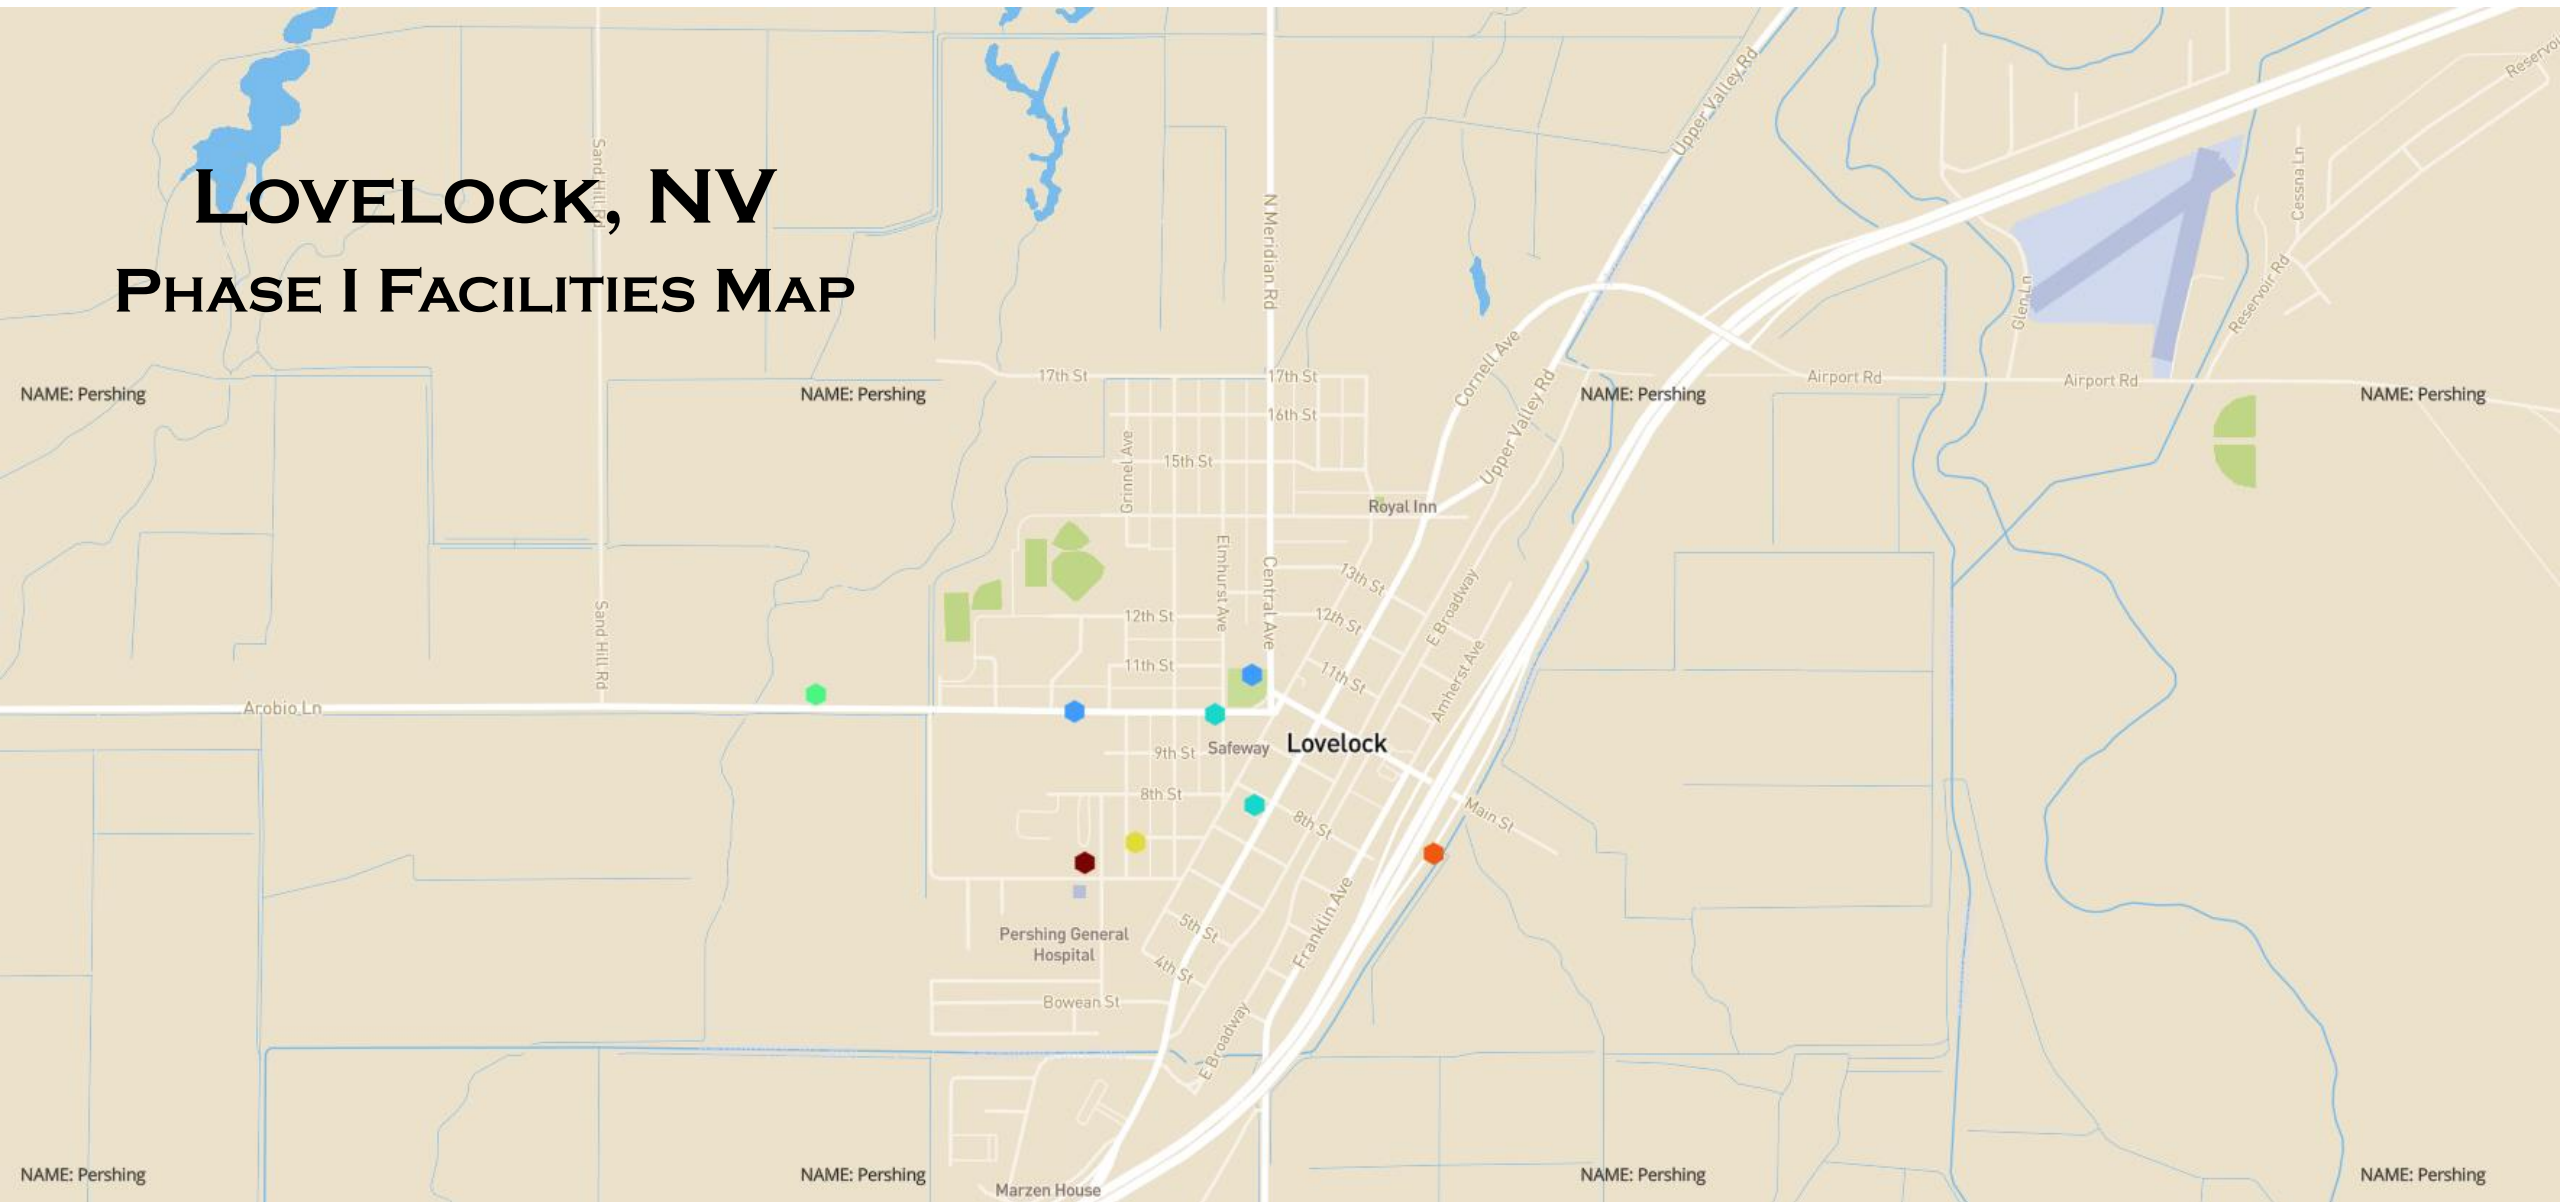 Reservoi
Upper Valley Rd
Sand Hill Rd
LOVELOCK, NV
Cessna Ln
N Meridian Rd
PHASE I FACILITIES MAP
Glen Ln
Reservoir Rd
Cornell Ave
17th St
17th St
Airport Rd
Airport Rd
NAME: Pershing
NAME: Pershing
NAME: Pershing
NAME: Pershing
16th St
Upper Valley Rd
Grinnel Ave
15th St
Royal Inn
Elmhurst Ave
Central Ave
13th St
E Broadway
12th St
12th St
Sand Hill Rd
11th St
11th St
Amherst Ave
Arobio Ln
9th St
Safeway
Lovelock
8th St
Main St
8th St
Franklin Ave
5th St
Pershing General
Hospital
4th St
Bowean St
E Broadway
NAME: Pershing
NAME: Pershing
NAME: Pershing
NAME: Pershing
Marzen House